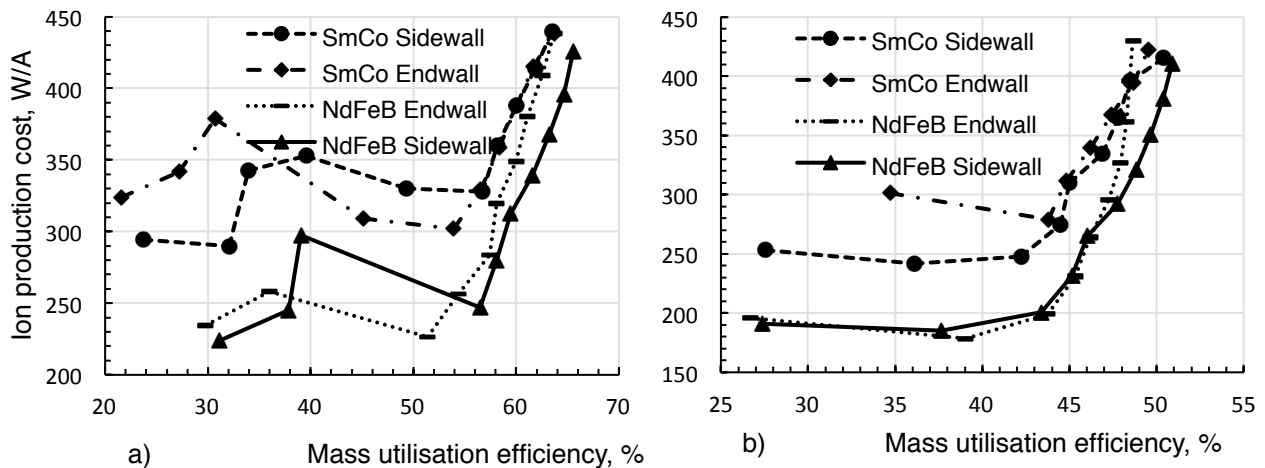 Ion production cost, W/A
450
400
350
300
250
200
20
30
40
50
60
70
SmCo Sidewall
SmCo Endwall
NdFeB Endwall
NdFeB Sidewall
a)
Mass utilisation efficiency, %
450
400
350
300
250
200
150
25
30
35
40
45
50
55
SmCo Sidewall
SmCo Endwall
NdFeB Endwall
NdFeB Sidewall
b)
Mass utilisation efficiency, %